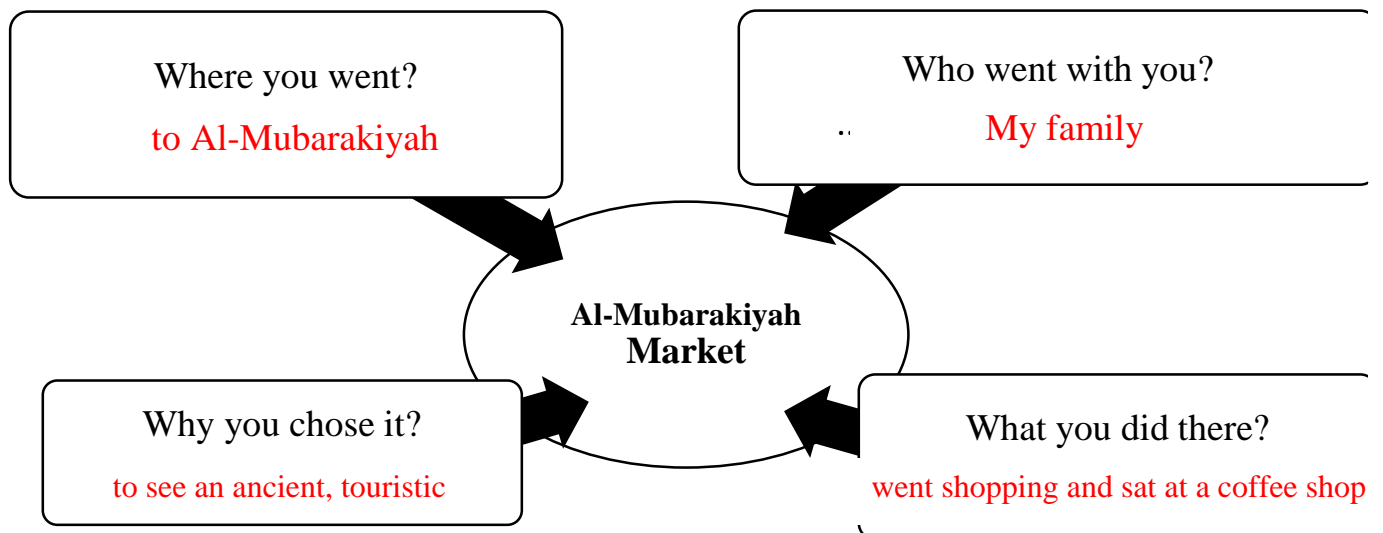 Where you went?
to Al-Mubarakiyah
Who went with you?
.. My family
Al-Mubarakiyah
Market
Why you chose it?
to see an ancient, touristic
What you did there?
went shopping and sat at a coffee shop